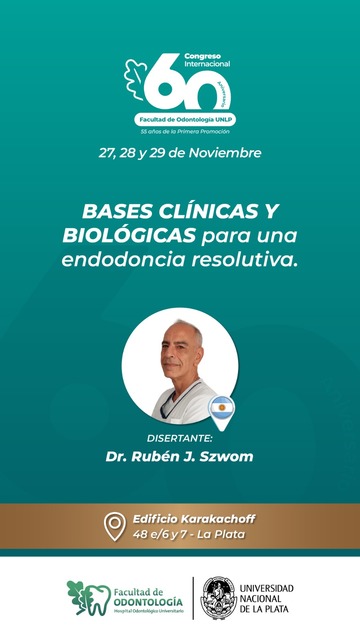 Congreso
Internacional
60
Facultad de Odontología UNLP
55 años de la Primera Promoción
27, 28 y 29 de Noviembre
BASES CLÍNICAS Y
BIOLÓGICAS para una
endodoncia resolutiva.
DISERTANTE:
Dr. Rubén J. Szwom
Edificio Karakachoff
48 e/6 y 7 - La Plata
Facultad de
ODONTOLOGÍA
Hospital Odontológico Universitario
UNIVERSIDAD
NACIONAL
DE LA PLATA